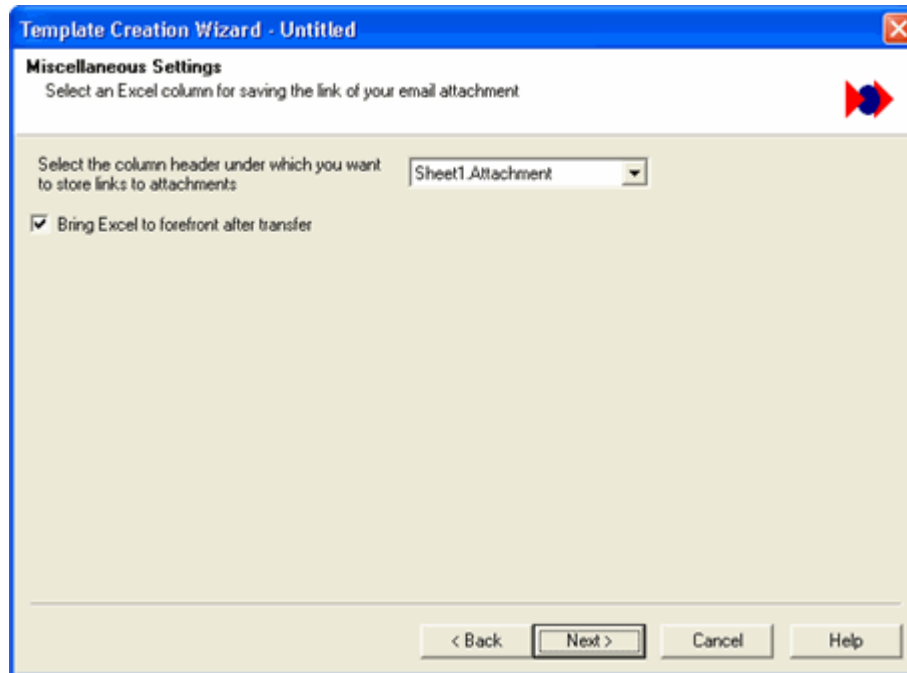 Template Creation Wizard - Untitled
Miscellaneous Settings
Select an Excel column for saving the link of your email attachment
Select the column header under which you want
to store links to attachments
Sheet1.Attachment
Bring Excel to forefront after transfer
< Back
Next >
Cancel
Help